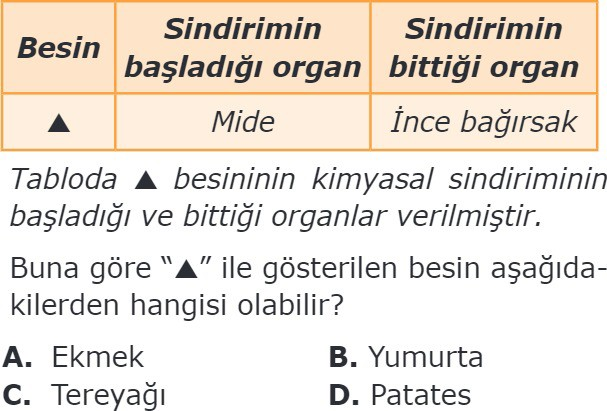 Besin
Sindirimin
başladığı organ
Sindirimin
bittiği organ
▲
Mide
İnce bağırsak
Tabloda ▲ besininin kimyasal sindiriminin
başladığı ve bittiği organlar verilmiştir.
Buna göre “▲” ile gösterilen besin aşağıda-
kilerden hangisi olabilir?
A. Ekmek
B. Yumurta
C. Tereyağı
D. Patates